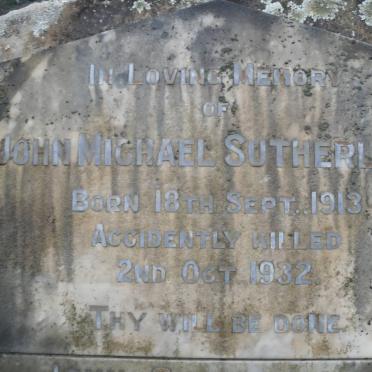 In Loving Memory
OF
JOHN MICHAEL SUTHERL
BORN 18TH SEPT. 1913
ACCIDENTLY KILLED
2ND OCT. 1932.
THY WILL BE DONE.